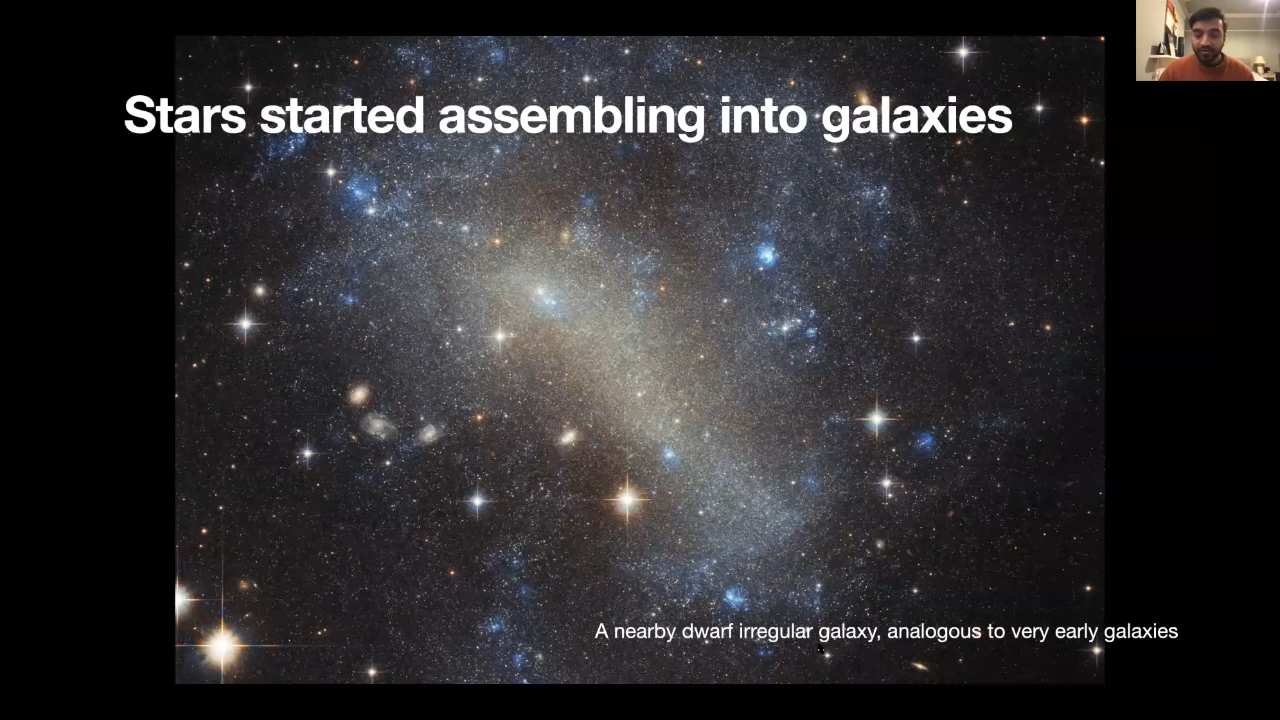 Stars started assembling into galaxies
A nearby dwarf irregular galaxy, analogous to very early galaxies